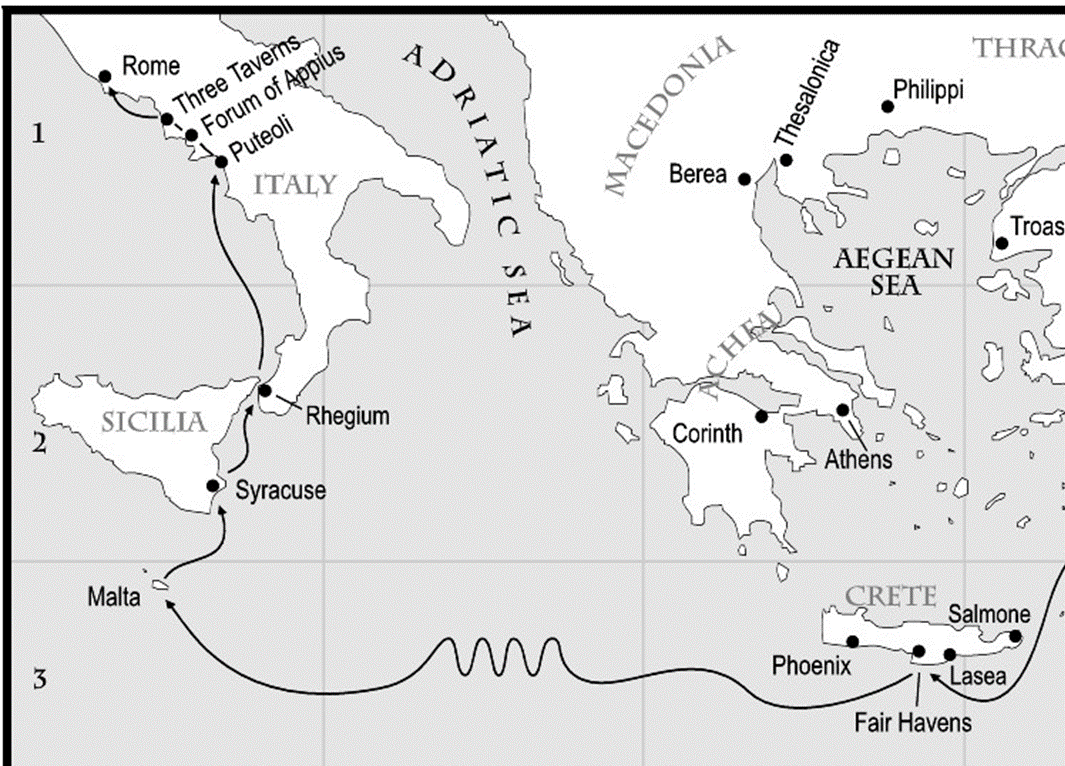 ADRIATIC SEA
MACEDONIA
THRAC
Rome
Three Taverns
Forum of Appius
Puteoli
ITALY
1
Philippi
Thesalonica
Berea
Troas
AEGEAN
SEA
ACHEA
SICILIA
Rhegium
2
Corinth
Athens
Syracuse
Malta
CRETE
Salmone
Phoenix
Lasea
3
Fair Havens